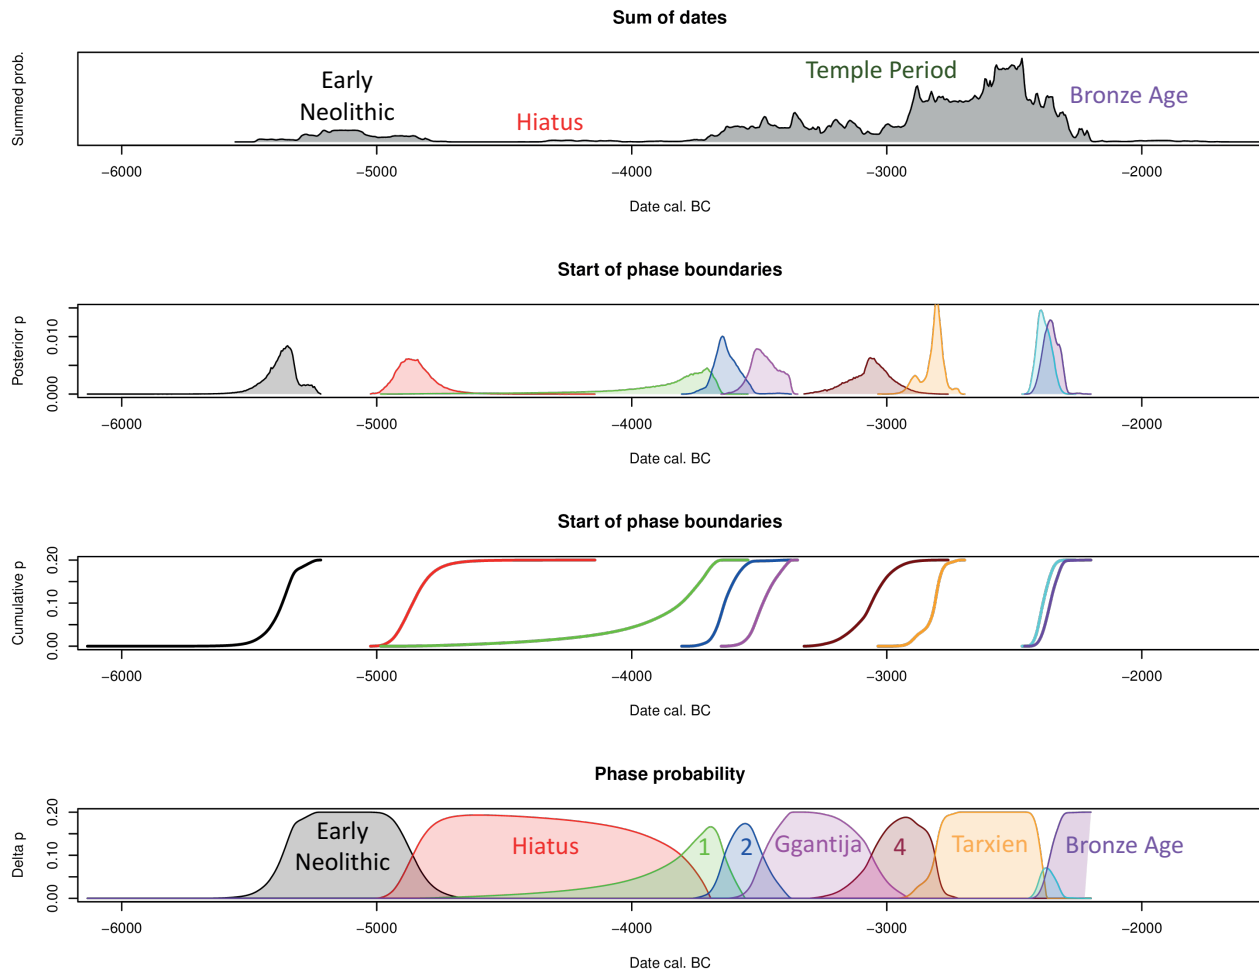 Sum of dates
Summed prob.
Early
Neolithic
Hiatus
Temple Period
Bronze Age
−6000 −5000 −4000 −3000 −2000
Date cal. BC
Start of phase boundaries
Posterior p
0.010
0.000
−6000 −5000 −4000 −3000 −2000
Date cal. BC
Start of phase boundaries
Cumulative p
0.20
0.10
0.00
−6000 −5000 −4000 −3000 −2000
Date cal. BC
Phase probability
Delta p
0.20
0.10
0.00
Early
Neolithic
Hiatus
1
2
Ggantija
4
Tarxien
Bronze Age
−6000 −5000 −4000 −3000 −2000
Date cal. BC